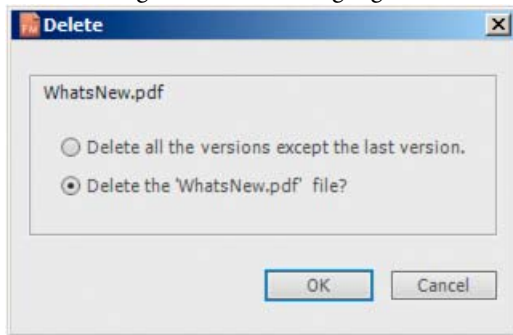 Delete
WhatsNew.pdf
Delete all the versions except the last version.
Delete the 'WhatsNew.pdf' file?
OK Cancel